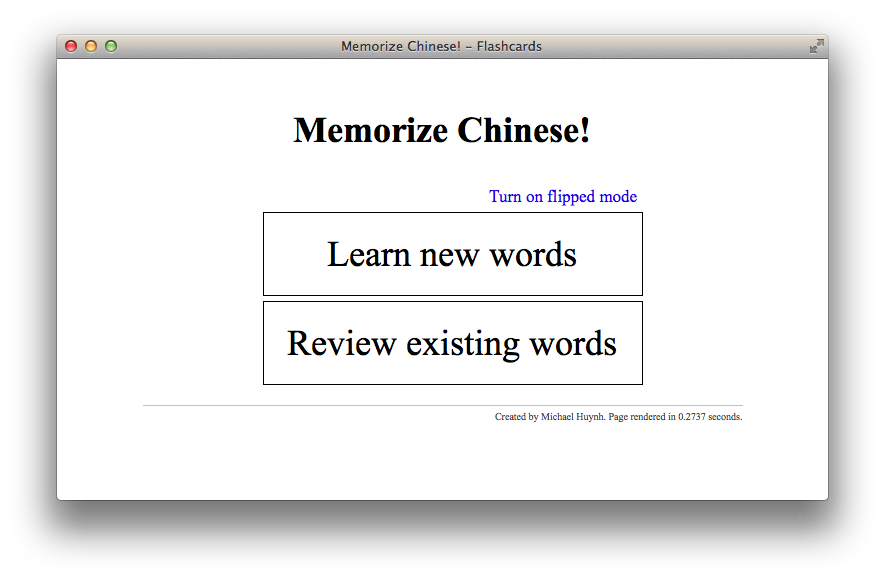 Memorize Chinese! – Flashcards
Memorize Chinese!
Turn on flipped mode
Learn new words
Review existing words
Created by Michael Huynh. Page rendered in 0.2737 seconds.